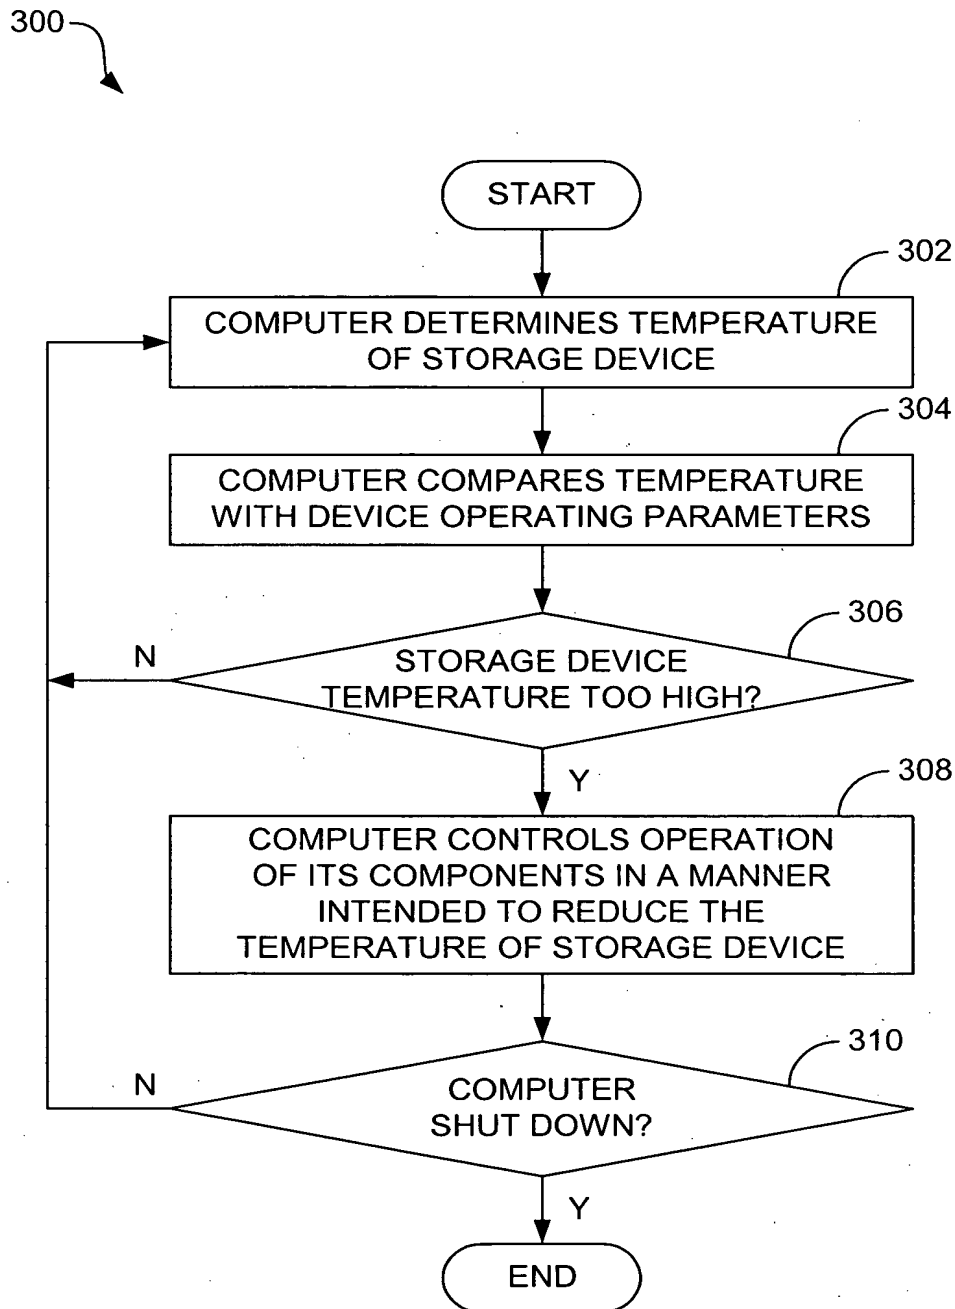 300
START
302
COMPUTER DETERMINES TEMPERATURE
OF STORAGE DEVICE
304
COMPUTER COMPARES TEMPERATURE
WITH DEVICE OPERATING PARAMETERS
306
N
STORAGE DEVICE
TEMPERATURE TOO HIGH?
Y
308
COMPUTER CONTROLS OPERATION
OF ITS COMPONENTS IN A MANNER
INTENDED TO REDUCE THE
TEMPERATURE OF STORAGE DEVICE
310
N
COMPUTER
SHUT DOWN?
Y
END